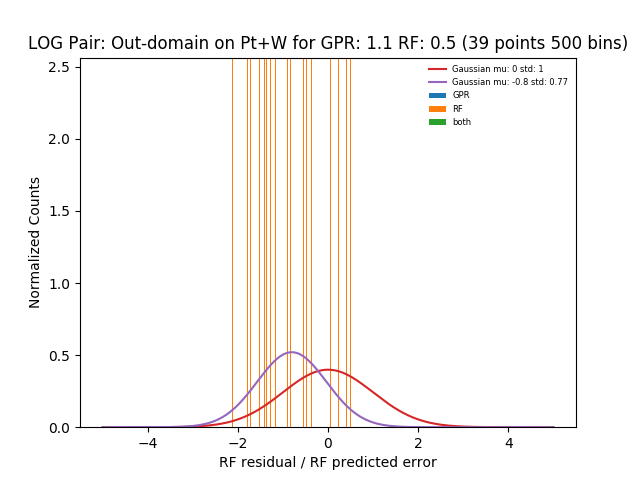 LOG Pair: Out-domain on Pt+W for GPR: 1.1 RF: 0.5 (39 points 500 bins)
Gaussian mu: 0 std: 1
Gaussian mu: -0.8 std: 0.77
GPR
RF
both
Normalized Counts
2.5
2.0
1.5
1.0
0.5
0.0
−4 −2 0 2 4
RF residual / RF predicted error